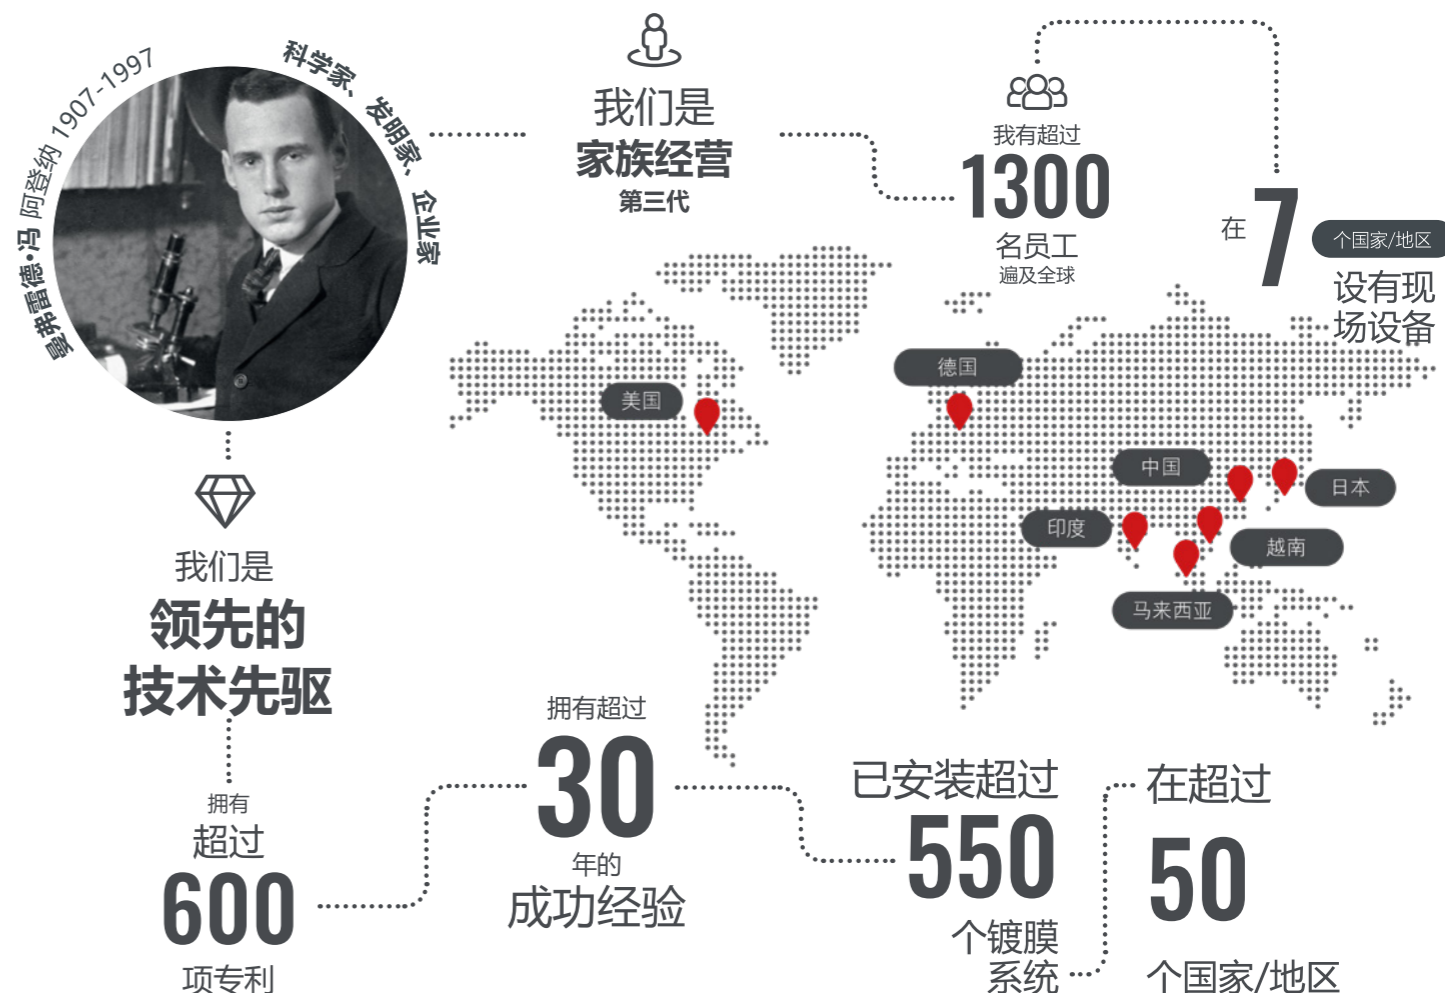 曼弗雷德•冯 阿登纳 1907-1997
科学家、发明家、企业家
我们是
家族经营
第三代
我有超过
1300
名员工
遍及全球
在 7 个国家/地区
设有现
场设备
美国
德国
中国
日本
印度
越南
马来西亚
我们是
领先的
技术先驱
拥有
超过
600
项专利
拥有超过
30
年的
成功经验
已安装超过
550
个镀膜
系统
在超过
50
个国家/地区